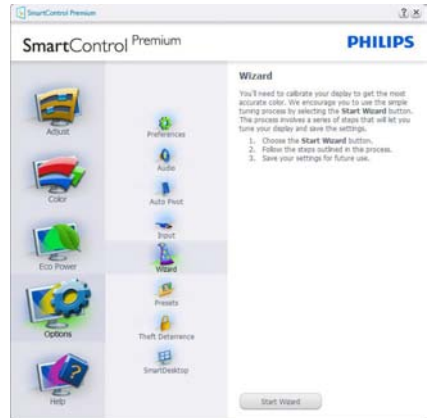 SmartControl Premium
SmartControl Premium
PHILIPS
Adjust
Color
Eco Power
Options
Help
Preferences
Audio
Auto Pivot
Input
Wizard
Presets
Theft Deterrence
SmartDesktop
Wizard
You'll need to calibrate your display to get the most
accurate color. We encourage you to use the simple
tuning process by selecting the Start Wizard button.
The process involves a series of steps that will let you
tune your display and save the settings.
1. Choose the Start Wizard button.
2. Follow the steps outlined in the process.
3. Save your settings for future use.
Start Wizard